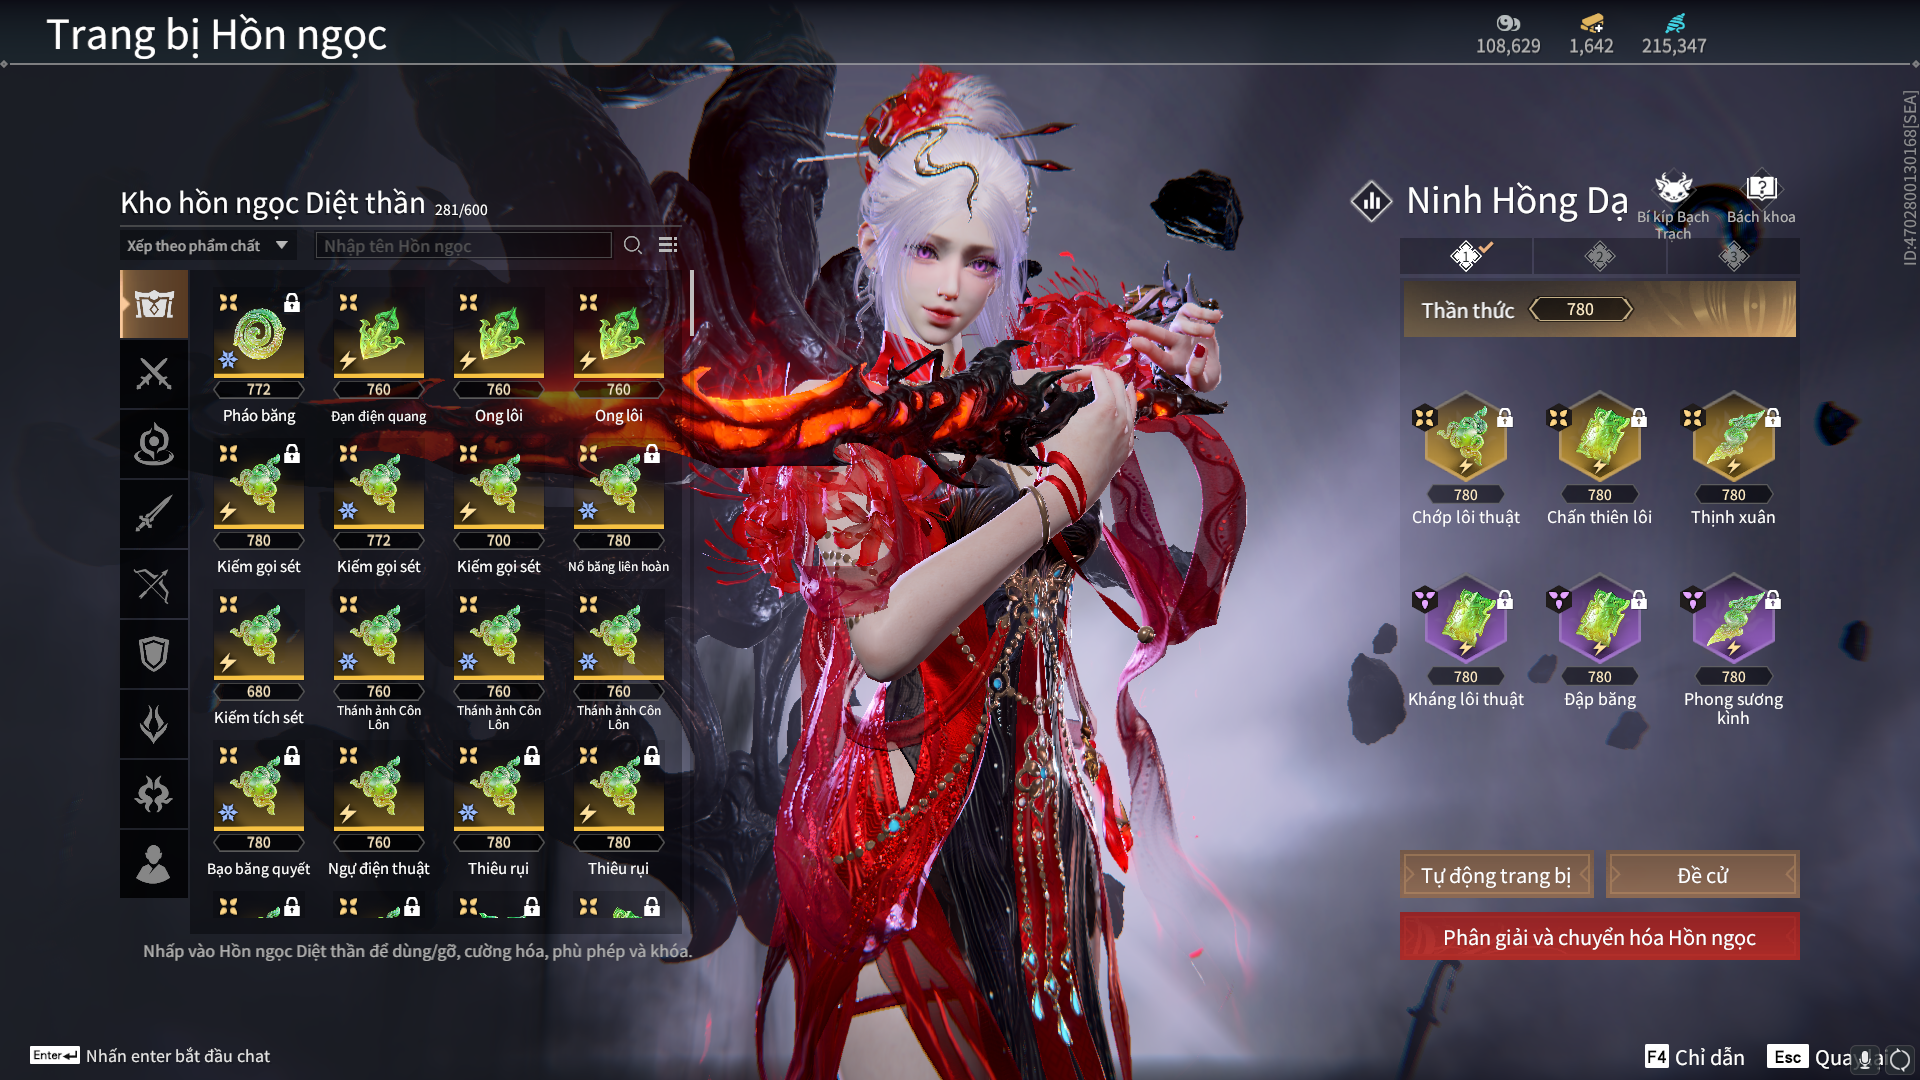 Trang bị Hồn ngọc
108,629
1,642
215,347
ID:4702800130168[SEA]
Kho hồn ngọc Diệt thần 281/600
Xếp theo phẩm chất
Nhập tên Hồn ngọc
772
760
760
760
Pháo băng
Đạn điện quang
Ong lôi
Ong lôi
780
772
700
780
Kiếm gọi sét
Kiếm gọi sét
Kiếm gọi sét
Nổ băng liên hoàn
680
760
760
760
Kiếm tích sét
Thánh ảnh Côn
Lôn
Thánh ảnh Côn
Lôn
Thánh ảnh Côn
Lôn
780
760
780
780
Bạo băng quyết
Ngự điện thuật
Thiêu rụi
Thiêu rụi
Nhấp vào Hồn ngọc Diệt thần để dùng/gỡ, cường hóa, phù phép và khóa.
Ninh Hồng Dạ
Bí kíp Bạch
Trạch
Bách khoa
1
2
3
Thần thức
780
780
780
780
Chớp lôi thuật
Chấn thiên lôi
Thịnh xuân
780
780
780
Kháng lôi thuật
Đập băng
Phong sương
kình
Tự động trang bị
Đề cử
Phân giải và chuyển hóa Hồn ngọc
Enter
Nhấn enter bắt đầu chat
F4 Chỉ dẫn
Esc